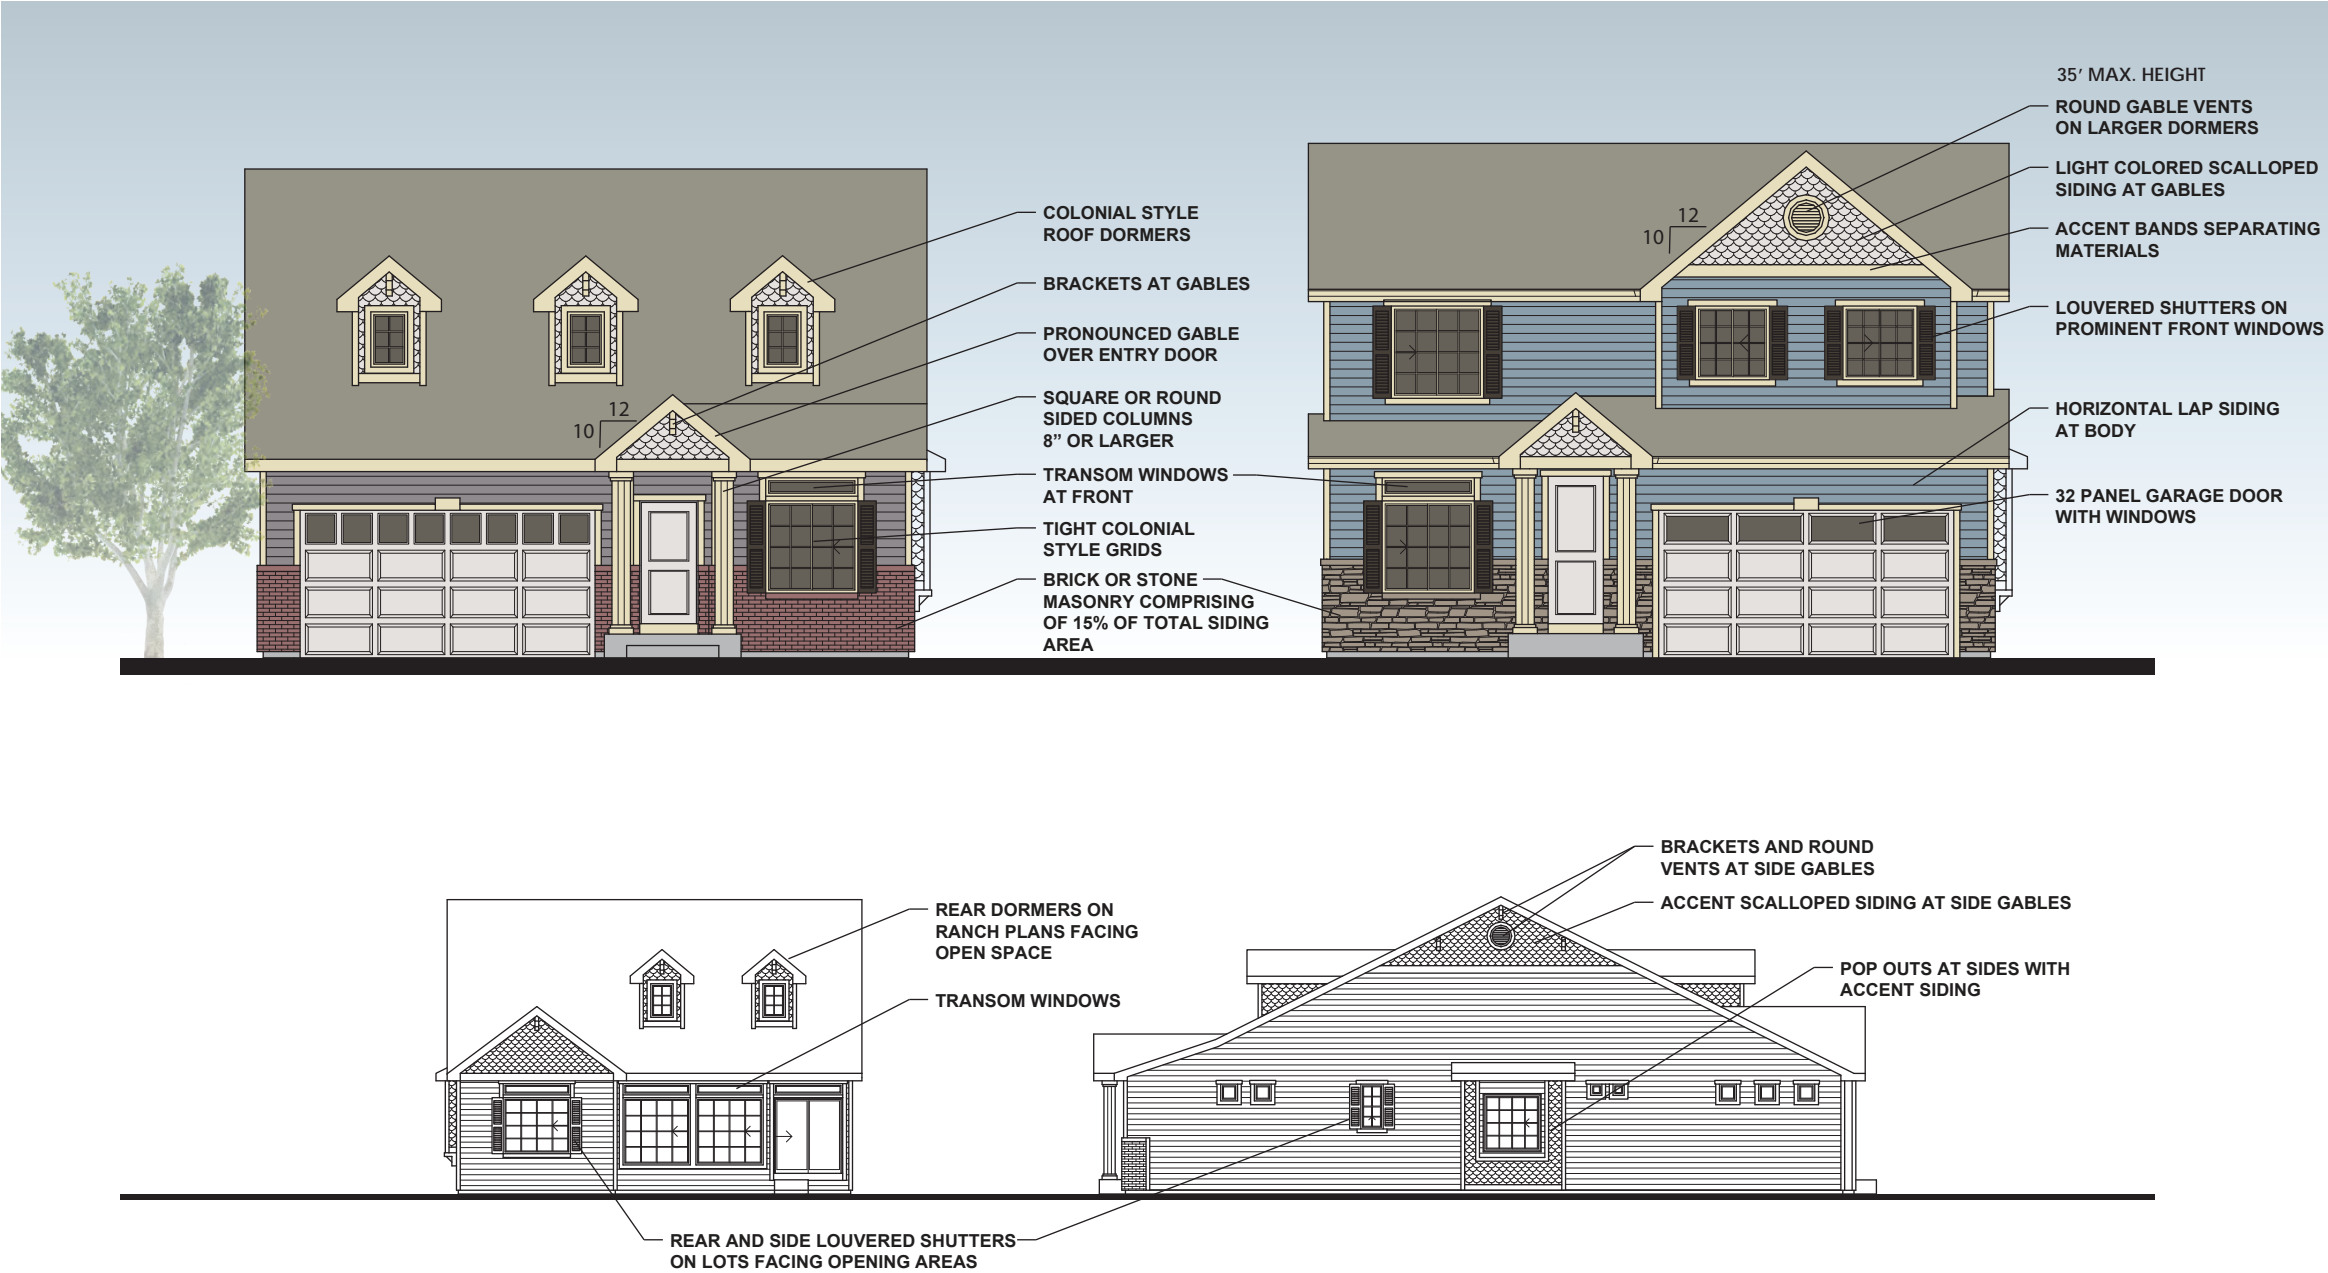 35’ MAX. HEIGHT
ROUND GABLE VENTS
ON LARGER DORMERS
LIGHT COLORED SCALLOPED
SIDING AT GABLES
12
10
ACCENT BANDS SEPARATING
MATERIALS
LOUVERED SHUTTERS ON
PROMINENT FRONT WINDOWS
HORIZONTAL LAP SIDING
AT BODY
32 PANEL GARAGE DOOR
WITH WINDOWS
COLONIAL STYLE
ROOF DORMERS
BRACKETS AT GABLES
PRONOUNCED GABLE
OVER ENTRY DOOR
12
10
SQUARE OR ROUND
SIDED COLUMNS
8” OR LARGER
TRANSOM WINDOWS
AT FRONT
TIGHT COLONIAL
STYLE GRIDS
BRICK OR STONE
MASONRY COMPRISING
OF 15% OF TOTAL SIDING
AREA
BRACKETS AND ROUND
VENTS AT SIDE GABLES
ACCENT SCALLOPED SIDING AT SIDE GABLES
POP OUTS AT SIDES WITH
ACCENT SIDING
REAR DORMERS ON
RANCH PLANS FACING
OPEN SPACE
TRANSOM WINDOWS
REAR AND SIDE LOUVERED SHUTTERS
ON LOTS FACING OPENING AREAS